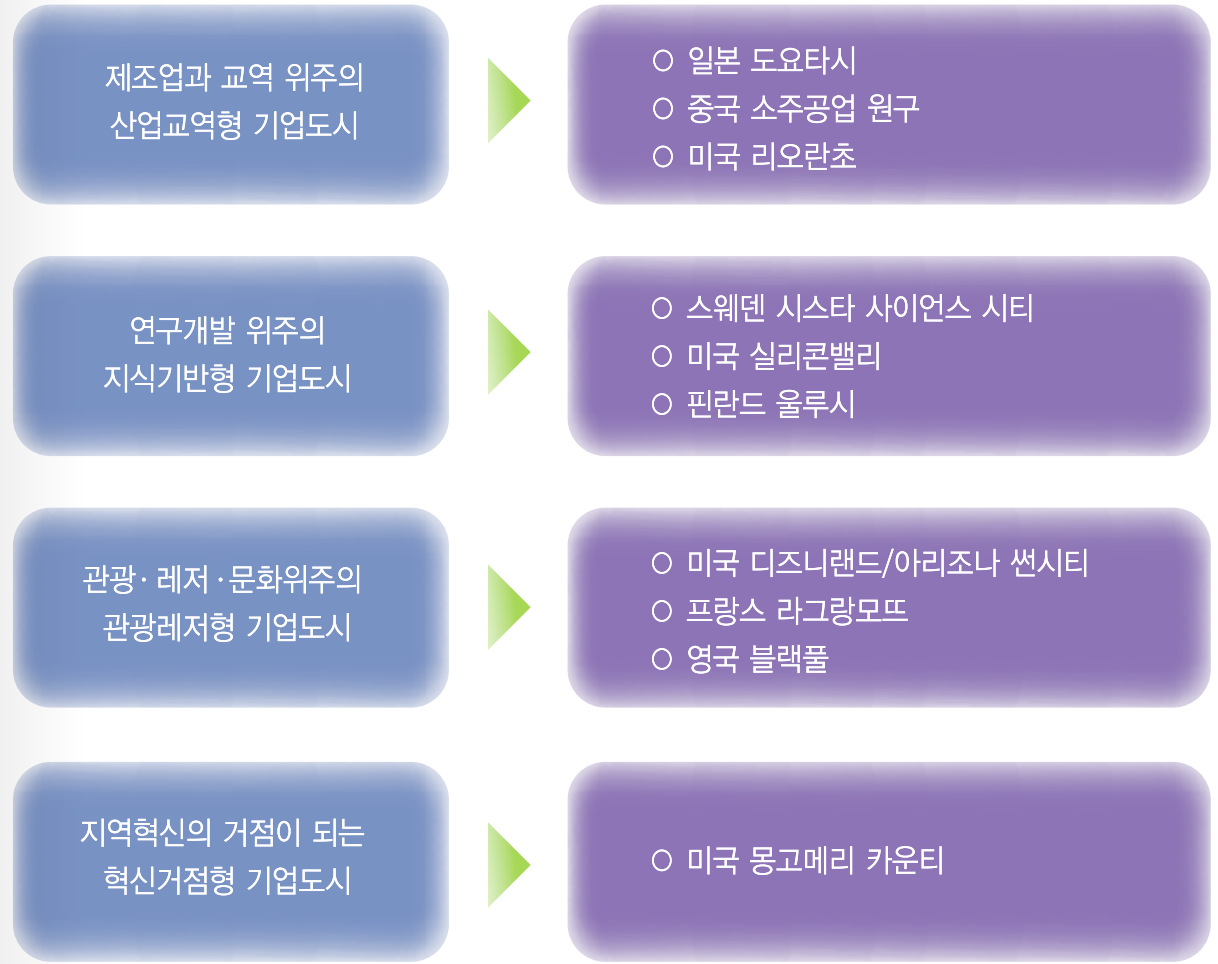 제조업과 교역 위주의
산업교역형 기업도시
○ 일본 도요타시
○ 중국 소주공업 원구
○ 미국 리오란초
연구개발 위주의
지식기반형 기업도시
○ 스웨덴 시스타 사이언스 시티
○ 미국 실리콘밸리
○ 핀란드 울루시
관광· 레저 ·문화위주의
관광레저형 기업도시
○ 미국 디즈니랜드/아리조나 썬시티
○ 프랑스 라그랑모뜨
○ 영국 블랙풀
지역혁신의 거점이 되는
혁신거점형 기업도시
○ 미국 몽고메리 카운티